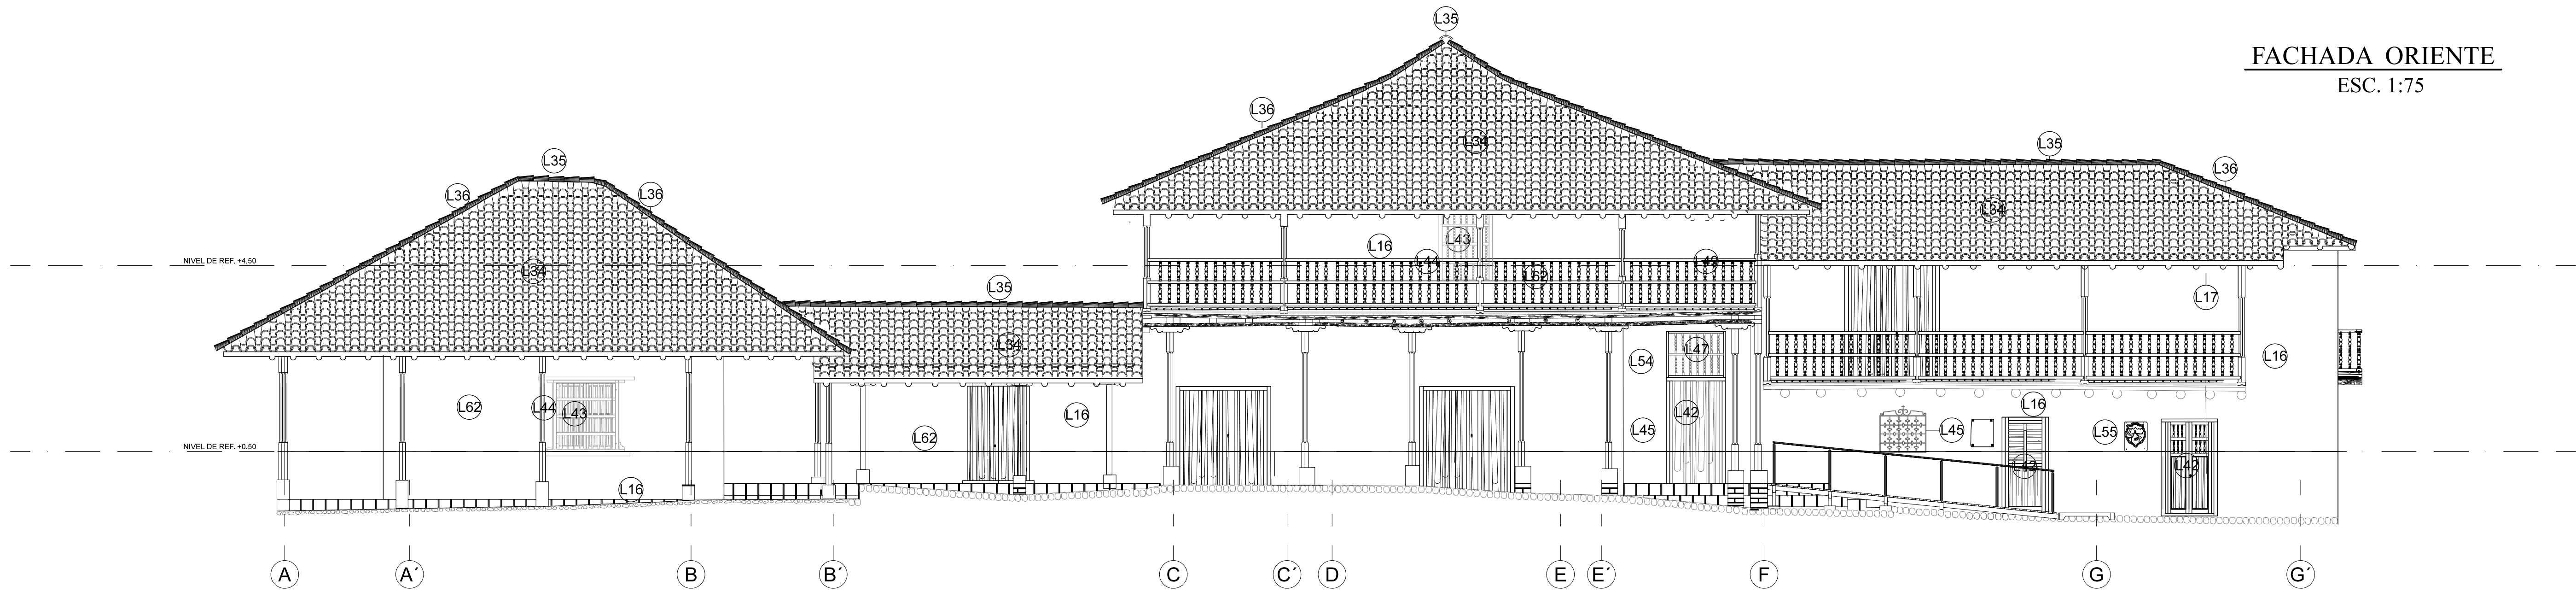 L35
FACHADA ORIENTE
ESC. 1:75
L36
L34
L35
L35
L36
L36
L36
L34
L43
L16
NIVEL DE REF. +4.50
L44
L49
L34
L62
L35
L17
L34
L54
L47
L16
L62
L44
L43
L16
L42
L16
L62
L45
L45
L55
NIVEL DE REF. +0.50
L42
L42
L16
A
A´
B
B´
C
C´
D
E
E´
F
G
G´